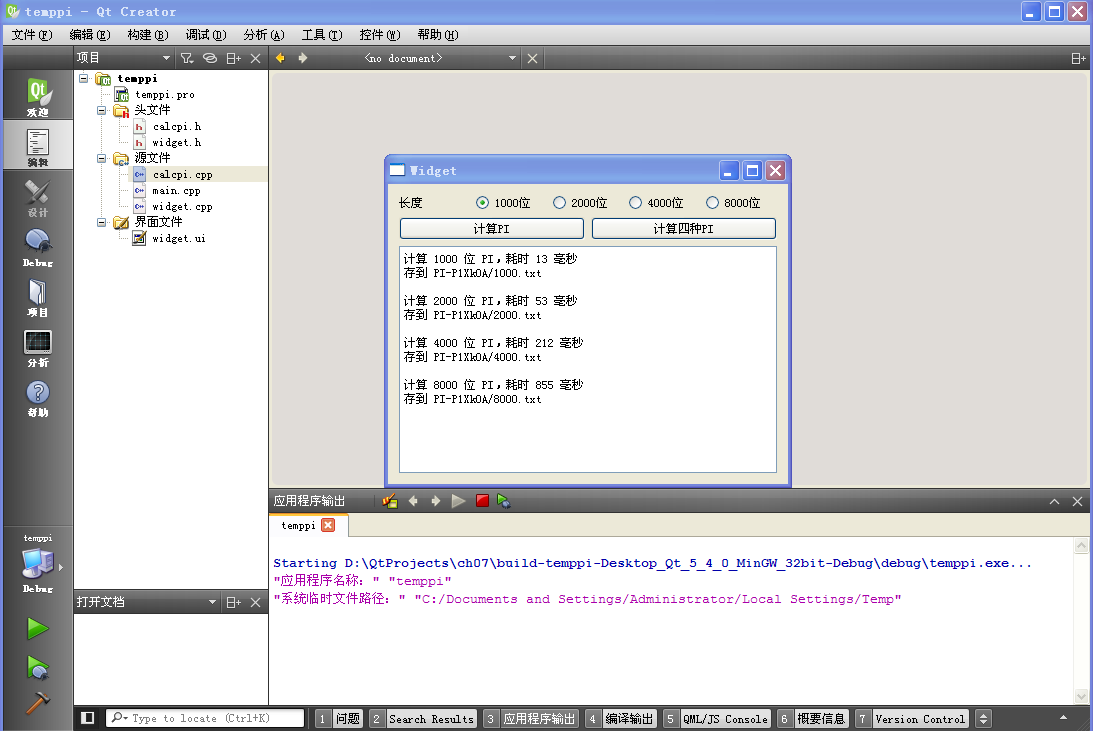 temppi - Qt Creator
文件(F) 编辑(E) 构建(B) 调试(D) 分析(A) 工具(T) 控件(W) 帮助(H)
项目
<no document>
欢迎
编辑
设计
Debug
项目
分析
帮助
temppi
Debug
temppi
temppi.pro
头文件
calcpi.h
widget.h
源文件
calcpi.cpp
main.cpp
widget.cpp
界面文件
widget.ui
打开文档
Widget
长度 1000位 2000位 4000位 8000位
计算PI 计算四种PI
计算 1000 位 PI，耗时 13 毫秒
存到 PI-P1Xk0A/1000.txt
计算 2000 位 PI，耗时 53 毫秒
存到 PI-P1Xk0A/2000.txt
计算 4000 位 PI，耗时 212 毫秒
存到 PI-P1Xk0A/4000.txt
计算 8000 位 PI，耗时 855 毫秒
存到 PI-P1Xk0A/8000.txt
应用程序输出
temppi
Starting D:\QtProjects\ch07\build-temppi-Desktop_Qt_5_4_0_MinGW_32bit-Debug\debug\temppi.exe...
"应用程序名称：" "temppi"
"系统临时文件路径：" "C:/Documents and Settings/Administrator/Local Settings/Temp"
Type to locate (Ctrl+K) 1 问题 2 Search Results 3 应用程序输出 4 编译输出 5 QML/JS Console 6 概要信息 7 Version Control